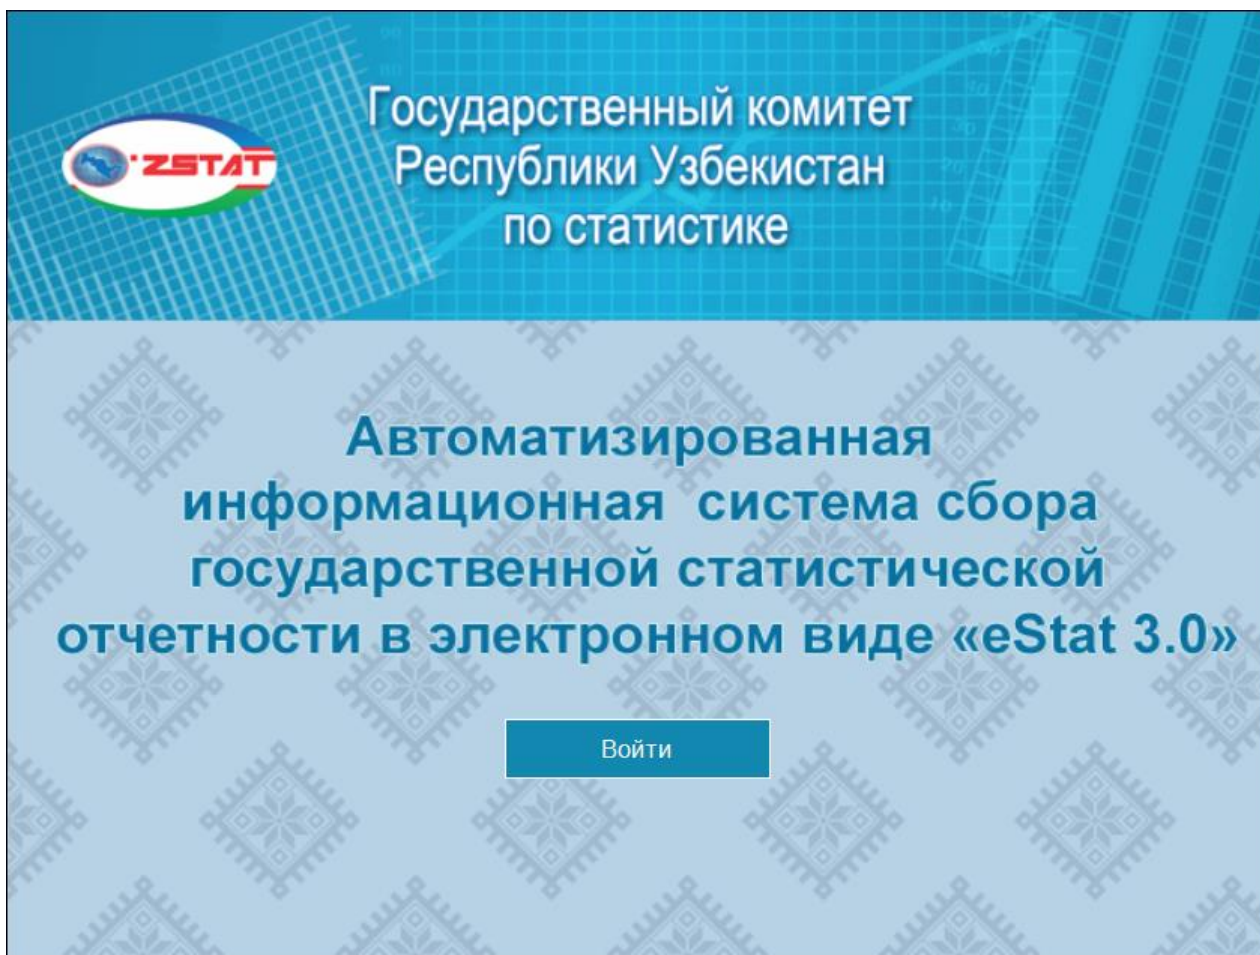 Государственный комитет
Республики Узбекистан
по статистике
O'ZSTAT
Автоматизированная
информационная система сбора
государственной статистической
отчетности в электронном виде «eStat 3.0»
Войти